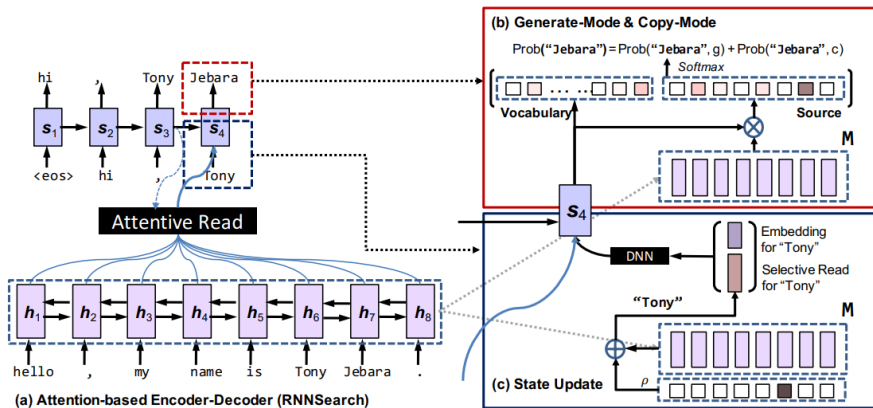 hi , Tony Jebara
s1 s2 s3 s4
<eos> hi , Tony
Attentive Read
h1 h2 h3 h4 h5 h6 h7 h8
hello , my name is Tony Jebara .
(a) Attention-based Encoder-Decoder (RNNSearch)
(b) Generate-Mode & Copy-Mode
Prob("Jebara") = Prob("Jebara", g) + Prob("Jebara", c)
Softmax
... ...
Vocabulary Source
M
s4
DNN
Embedding
for "Tony"
Selective Read
for "Tony"
"Tony"
M
ρ
(c) State Update